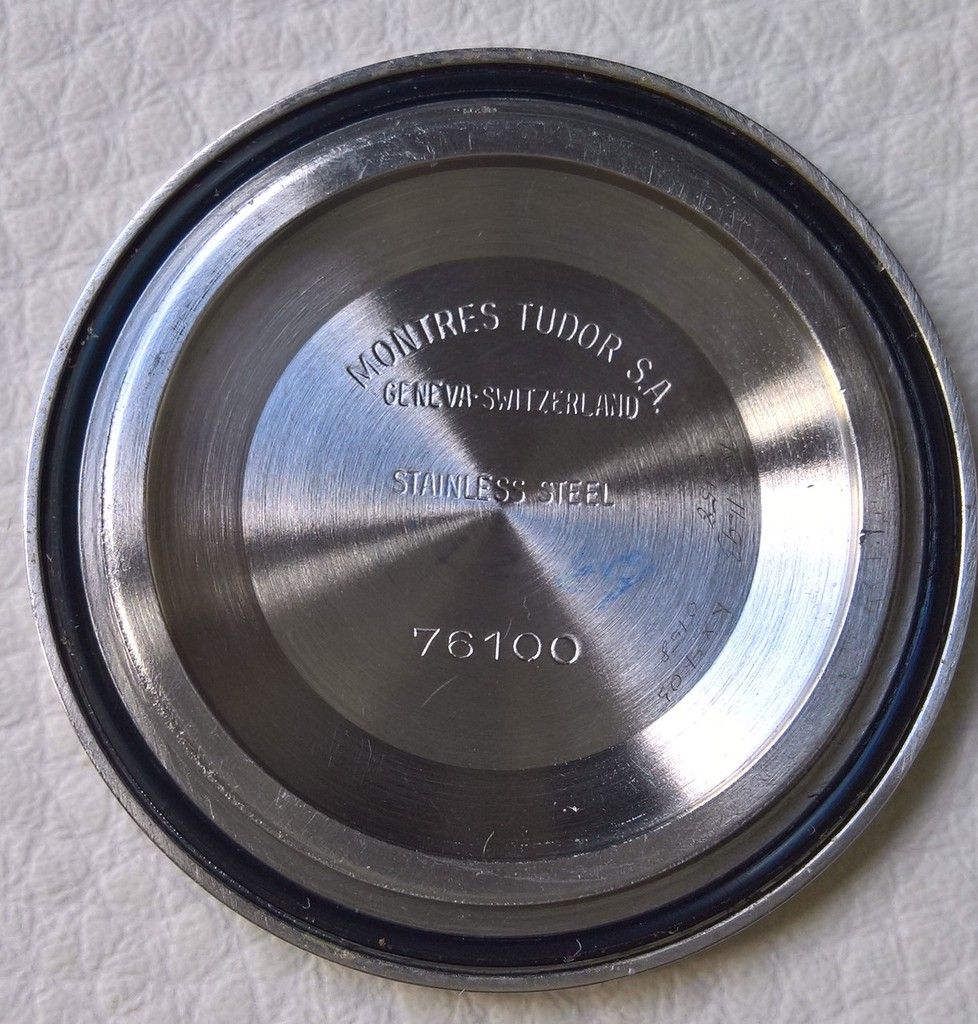 MONTRES TUDOR S.A.
GENEVA-SWITZERLAND
STAINLESS STEEL
76100